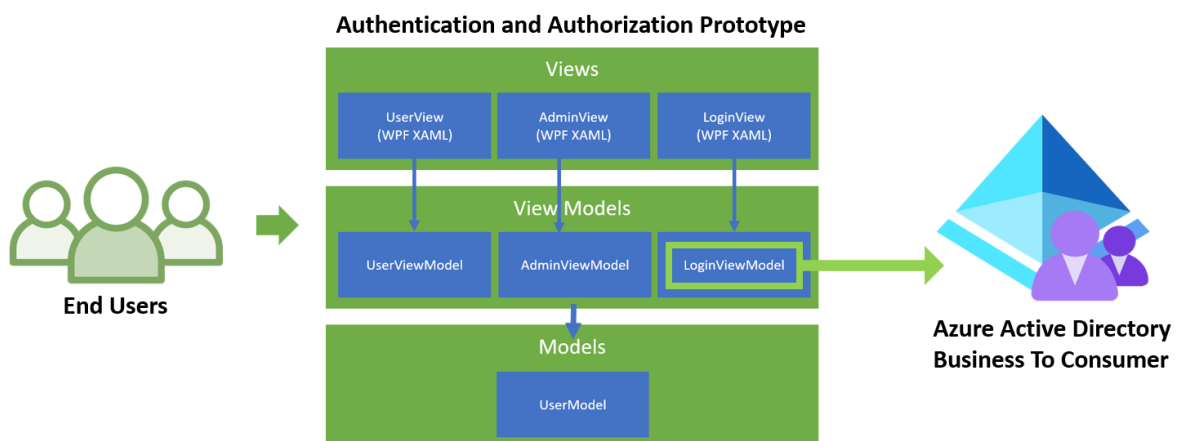 Authentication and Authorization Prototype
Views
UserView
(WPF XAML)
AdminView
(WPF XAML)
LoginView
(WPF XAML)
View Models
UserViewModel
AdminViewModel
LoginViewModel
End Users
Azure Active Directory
Business To Consumer
Models
UserModel